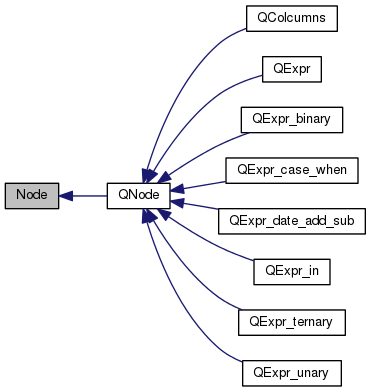 QColcumns
QExpr
QExpr_binary
QExpr_case_when
Node
QNode
QExpr_date_add_sub
QExpr_in
QExpr_ternary
QExpr_unary